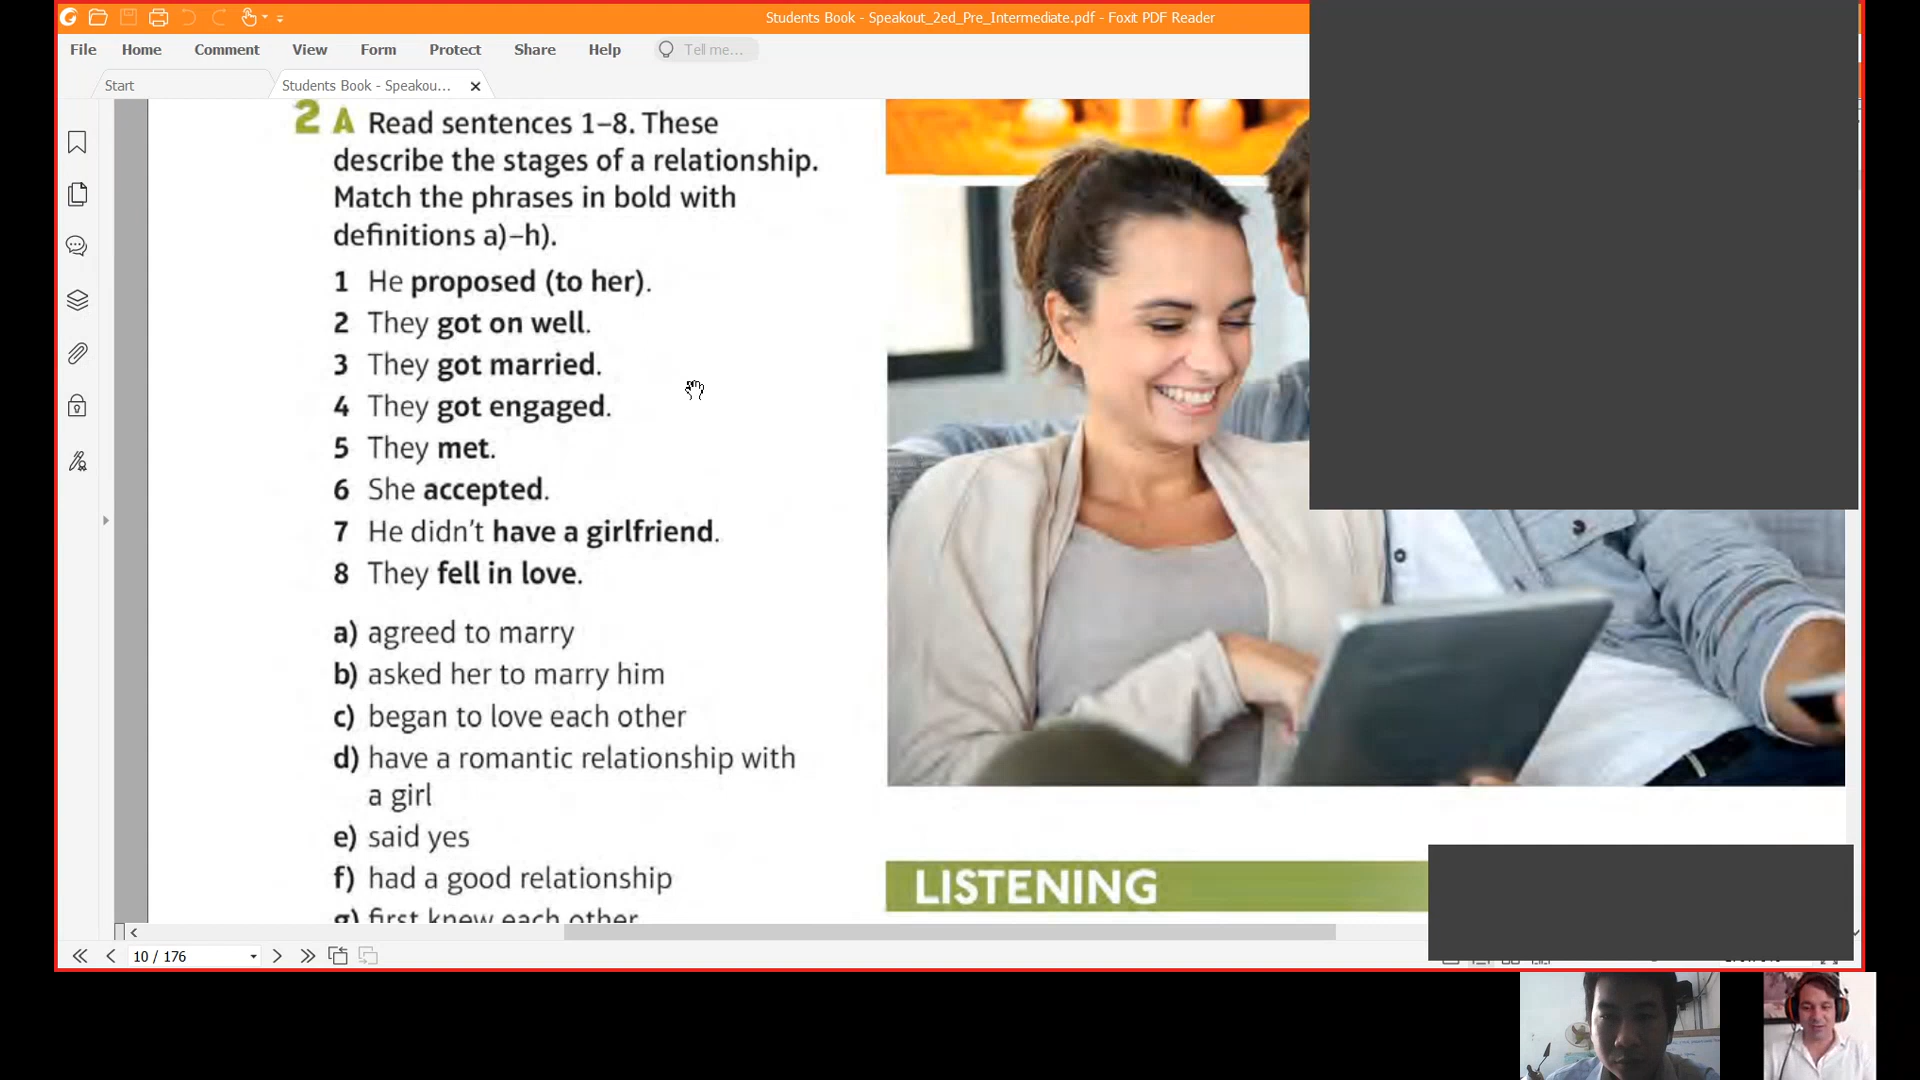 Students Book - Speakout_2ed_Pre_Intermediate.pdf - Foxit PDF Reader
File Home Comment View Form Protect Share Help Tell me...
Start Students Book - Speakou...
2 A Read sentences 1–8. These
describe the stages of a relationship.
Match the phrases in bold with
definitions a)–h).
1 He proposed (to her).
2 They got on well.
3 They got married.
4 They got engaged.
5 They met.
6 She accepted.
7 He didn't have a girlfriend.
8 They fell in love.
a) agreed to marry
b) asked her to marry him
c) began to love each other
d) have a romantic relationship with
a girl
e) said yes
f) had a good relationship
g) first knew each other
LISTENING
10 / 176